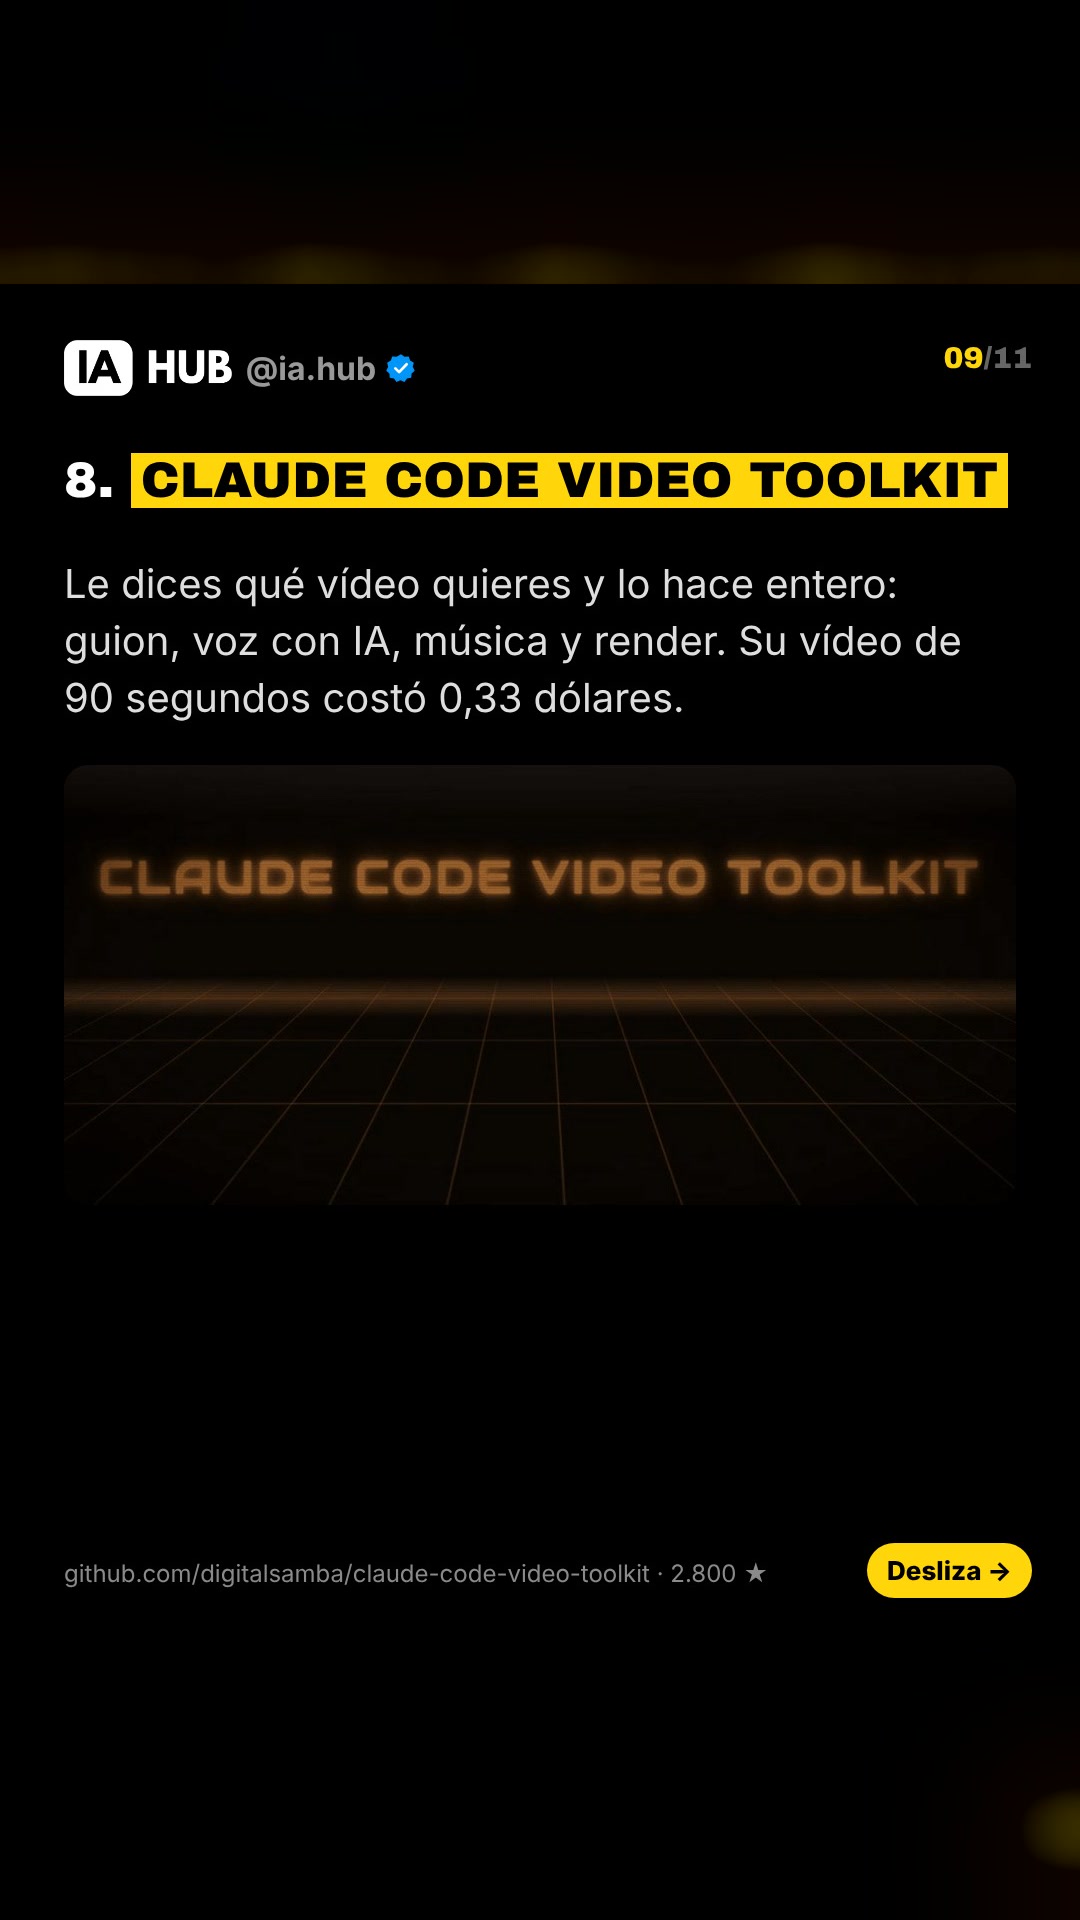 IA HUB @ia.hub
09/11
8. CLAUDE CODE VIDEO TOOLKIT
Le dices qué vídeo quieres y lo hace entero:
guion, voz con IA, música y render. Su vídeo de
90 segundos costó 0,33 dólares.
CLAUDE CODE VIDEO TOOLKIT
github.com/digitalsamba/claude-code-video-toolkit · 2.800 ★
Desliza →